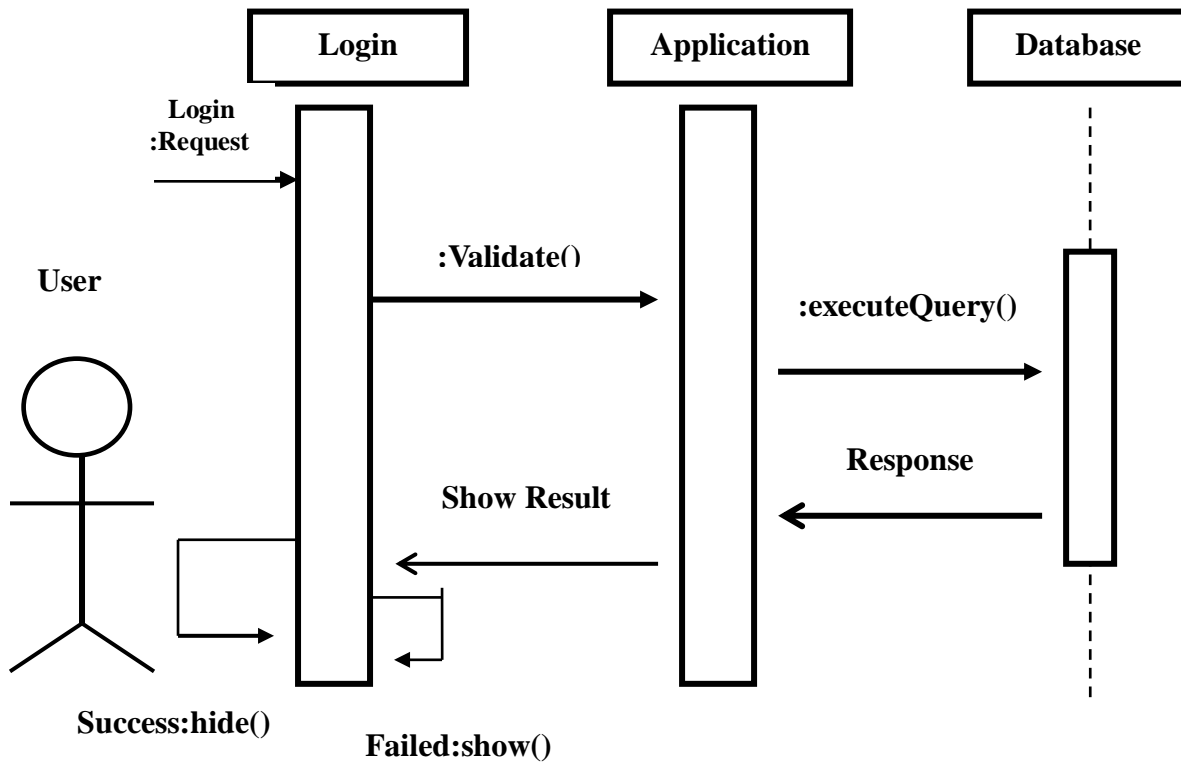 Login
Application
Database
Login
:Request
:Validate()
User
:executeQuery()
Response
Show Result
Success:hide()
Failed:show()